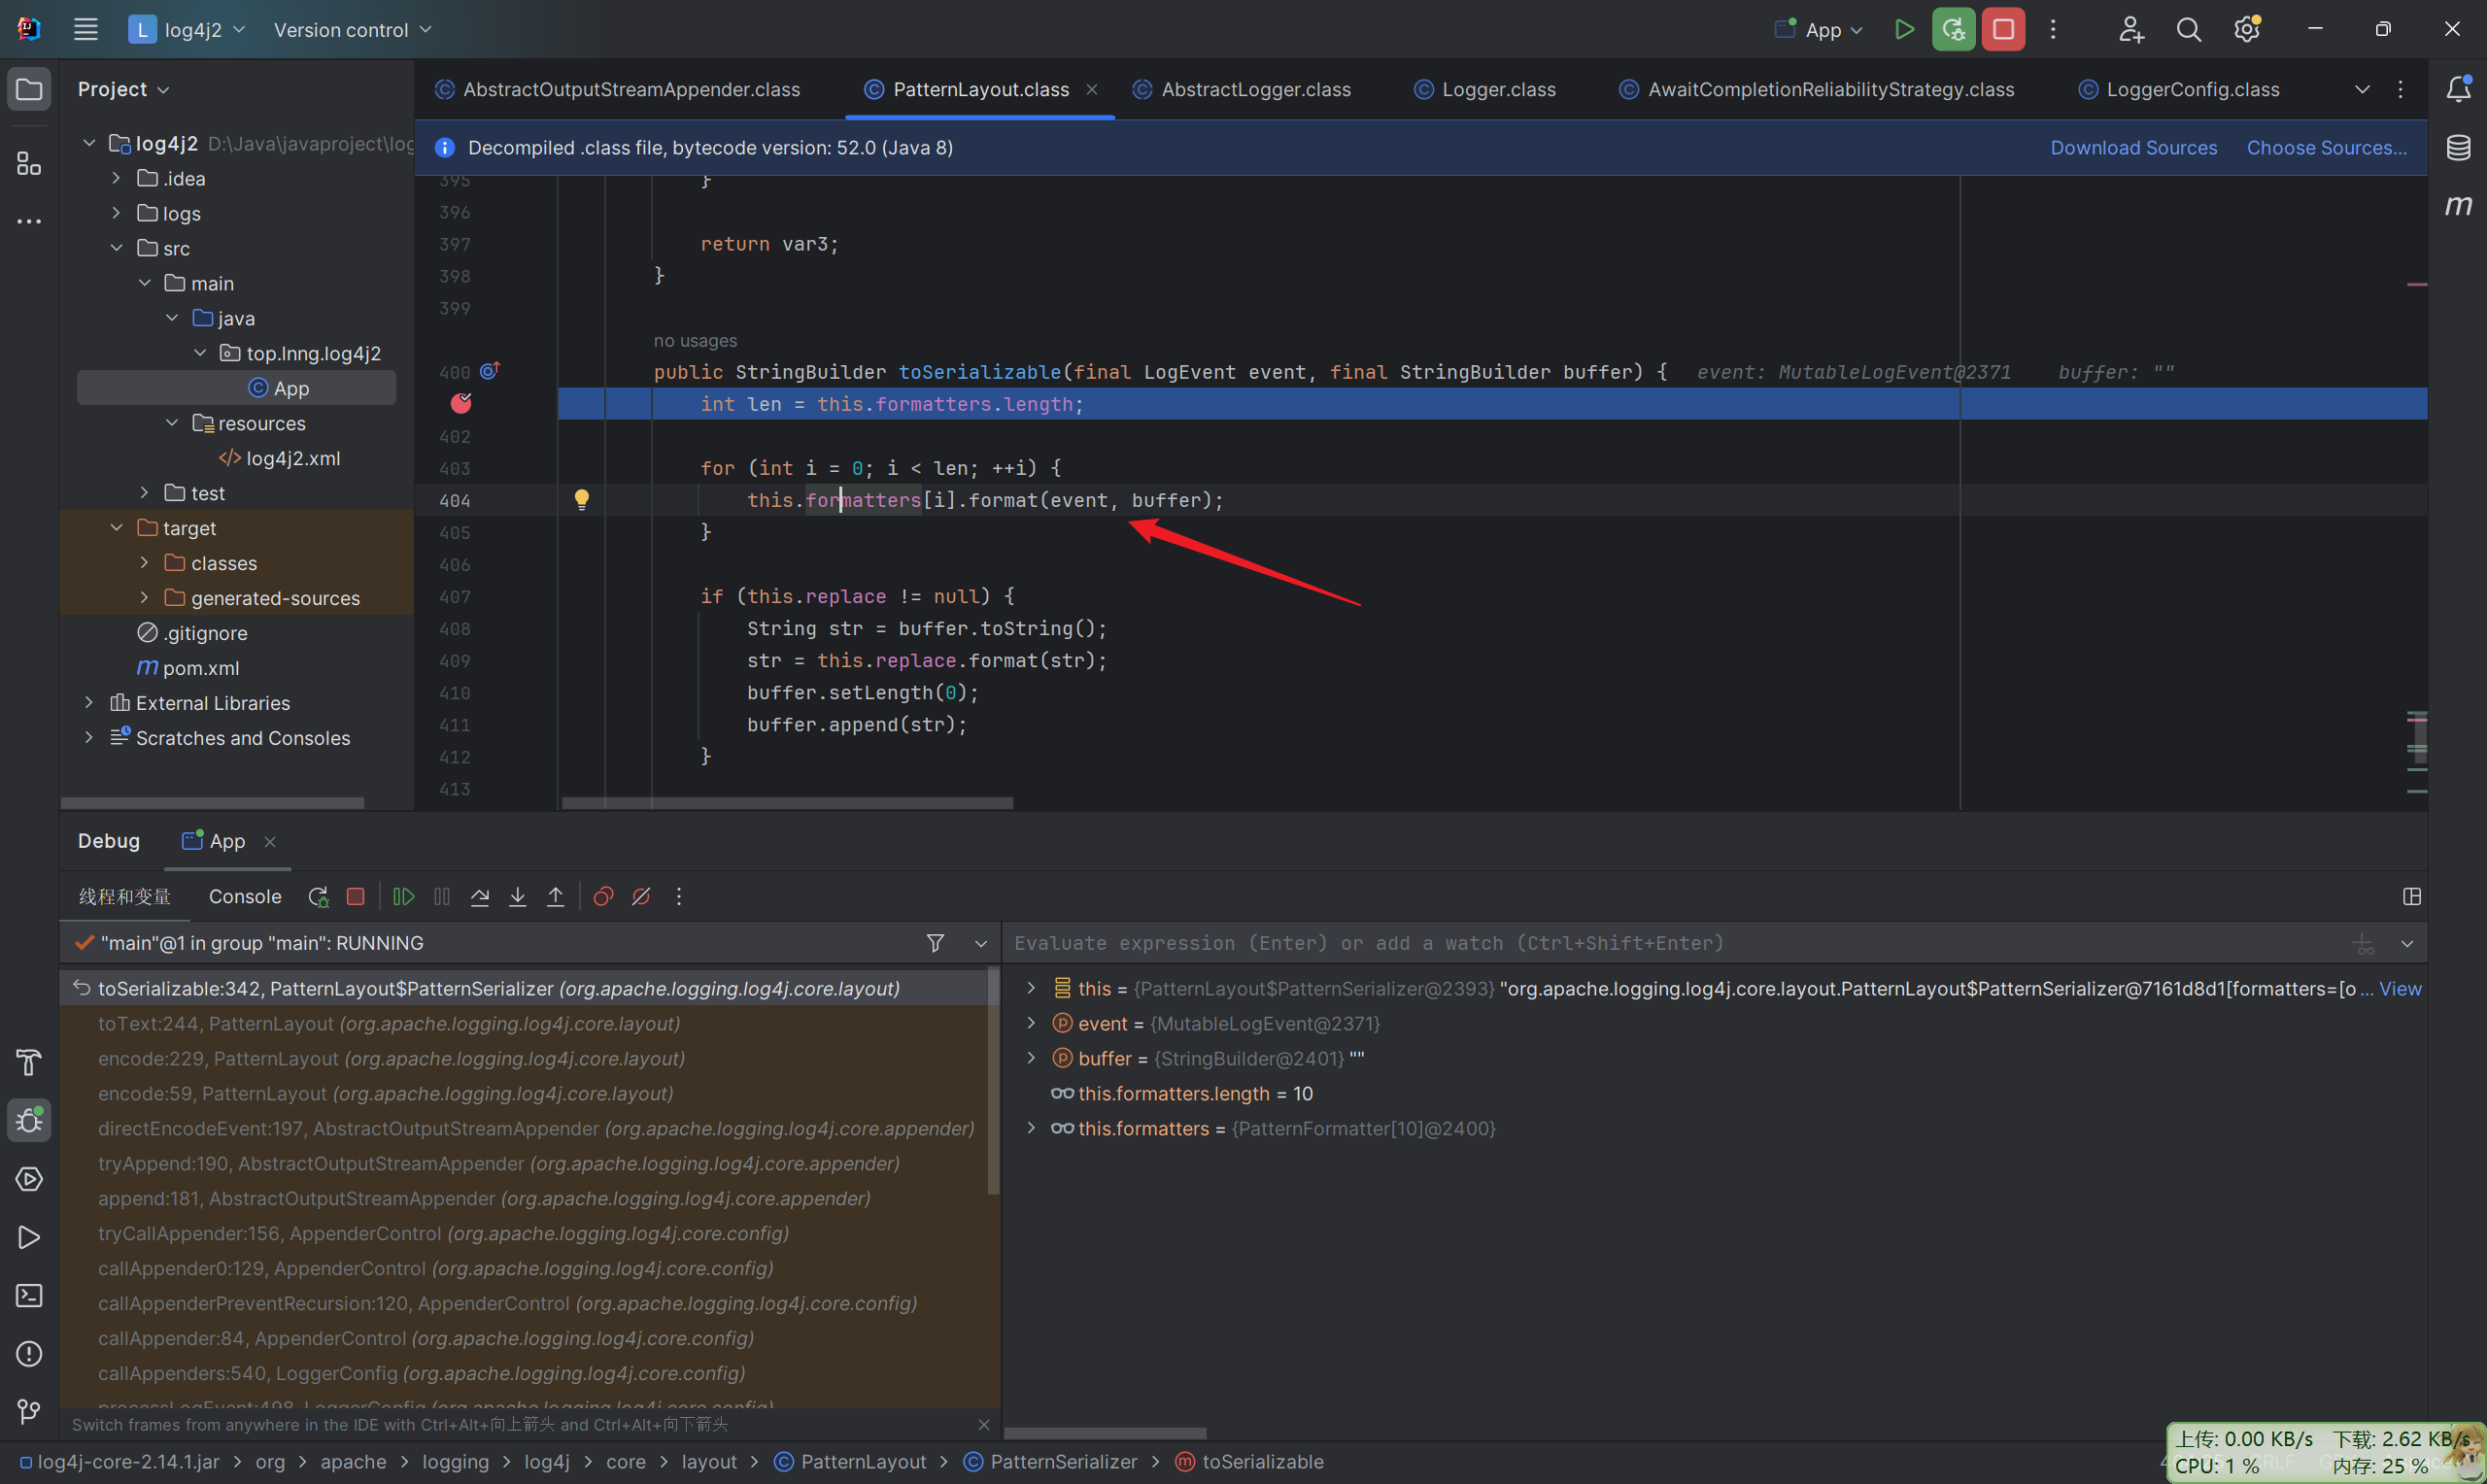 L log4j2 Version control App
Project
AbstractOutputStreamAppender.class PatternLayout.class AbstractLogger.class Logger.class AwaitCompletionReliabilityStrategy.class LoggerConfig.class
Decompiled .class file, bytecode version: 52.0 (Java 8) Download Sources Choose Sources...
log4j2 D:\Java\javaproject\log
.idea
logs
src
main
java
top.lnng.log4j2
App
resources
log4j2.xml
test
target
classes
generated-sources
.gitignore
pom.xml
External Libraries
Scratches and Consoles
395 }
396
397 return var3;
398 }
399
no usages
400 public StringBuilder toSerializable(final LogEvent event, final StringBuilder buffer) { event: MutableLogEvent@2371 buffer: ""
int len = this.formatters.length;
402
403 for (int i = 0; i < len; ++i) {
404 this.formatters[i].format(event, buffer);
405 }
406
407 if (this.replace != null) {
408 String str = buffer.toString();
409 str = this.replace.format(str);
410 buffer.setLength(0);
411 buffer.append(str);
412 }
413
Debug App
线程和变量 Console
"main"@1 in group "main": RUNNING
toSerializable:342, PatternLayout$PatternSerializer (org.apache.logging.log4j.core.layout)
toText:244, PatternLayout (org.apache.logging.log4j.core.layout)
encode:229, PatternLayout (org.apache.logging.log4j.core.layout)
encode:59, PatternLayout (org.apache.logging.log4j.core.layout)
directEncodeEvent:197, AbstractOutputStreamAppender (org.apache.logging.log4j.core.appender)
tryAppend:190, AbstractOutputStreamAppender (org.apache.logging.log4j.core.appender)
append:181, AbstractOutputStreamAppender (org.apache.logging.log4j.core.appender)
tryCallAppender:156, AppenderControl (org.apache.logging.log4j.core.config)
callAppender0:129, AppenderControl (org.apache.logging.log4j.core.config)
callAppenderPreventRecursion:120, AppenderControl (org.apache.logging.log4j.core.config)
callAppender:84, AppenderControl (org.apache.logging.log4j.core.config)
callAppenders:540, LoggerConfig (org.apache.logging.log4j.core.config)
processLogEvent:498, LoggerConfig (org.apache.logging.log4j.core.config)
Switch frames from anywhere in the IDE with Ctrl+Alt+向上箭头 and Ctrl+Alt+向下箭头
Evaluate expression (Enter) or add a watch (Ctrl+Shift+Enter)
this = {PatternLayout$PatternSerializer@2393} "org.apache.logging.log4j.core.layout.PatternLayout$PatternSerializer@7161d8d1[formatters=[o ... View
event = {MutableLogEvent@2371}
buffer = {StringBuilder@2401} ""
this.formatters.length = 10
this.formatters = {PatternFormatter[10]@2400}
log4j-core-2.14.1.jar > org > apache > logging > log4j > core > layout > PatternLayout > PatternSerializer > toSerializable
上传: 0.00 KB/s 下载: 2.62 KB/s
CPU: 1 % 内存: 25 %